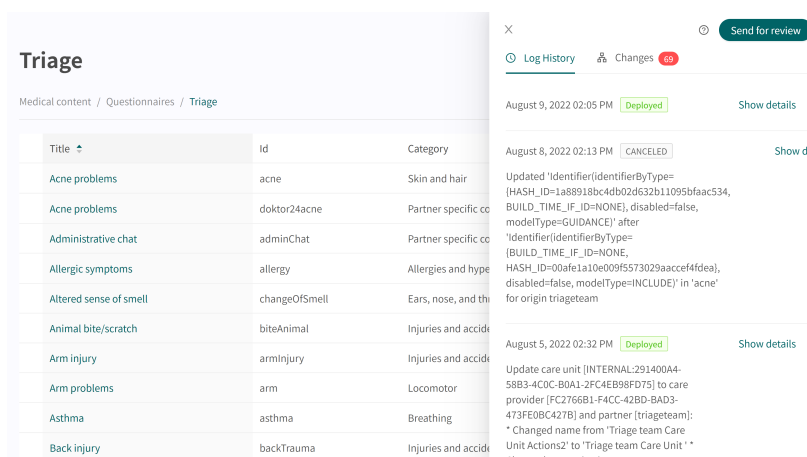 Triage
Medical content / Questionnaires / Triage
Title Id Category
Acne problems acne Skin and hair
Acne problems doktor24acne Partner specific co
Administrative chat adminChat Partner specific co
Allergic symptoms allergy Allergies and hype
Altered sense of smell changeOfSmell Ears, nose, and thr
Animal bite/scratch biteAnimal Injuries and accide
Arm injury armInjury Injuries and accide
Arm problems arm Locomotor
Asthma asthma Breathing
Back injury backTrauma Injuries and accide
Send for review
Log History Changes 69
August 9, 2022 02:05 PM Deployed Show details
August 8, 2022 02:13 PM CANCELED Show d
Updated 'Identifier(identifierByType=
{HASH_ID=1a88918bc4db02d632b11095bfaac534,
BUILD_TIME_IF_ID=NONE}, disabled=false,
modelType=GUIDANCE)' after
'Identifier(identifierByType=
{BUILD_TIME_IF_ID=NONE,
HASH_ID=00afe1a10e009f5573029aaccef4fdea},
disabled=false, modelType=INCLUDE)' in 'acne'
for origin triageteam
August 5, 2022 02:32 PM Deployed Show details
Update care unit [INTERNAL:291400A4-
58B3-4C0C-B0A1-2FC4EB98FD75] to care
provider [FC2766B1-F4CC-42BD-BAD3-
473FE0BC427B] and partner [triageteam]:
* Changed name from 'Triage team Care
Unit Actions2' to 'Triage team Care Unit ' *